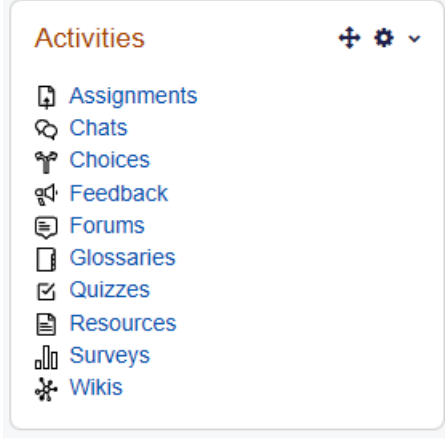 Activities
Assignments
Chats
Choices
Feedback
Forums
Glossaries
Quizzes
Resources
Surveys
Wikis